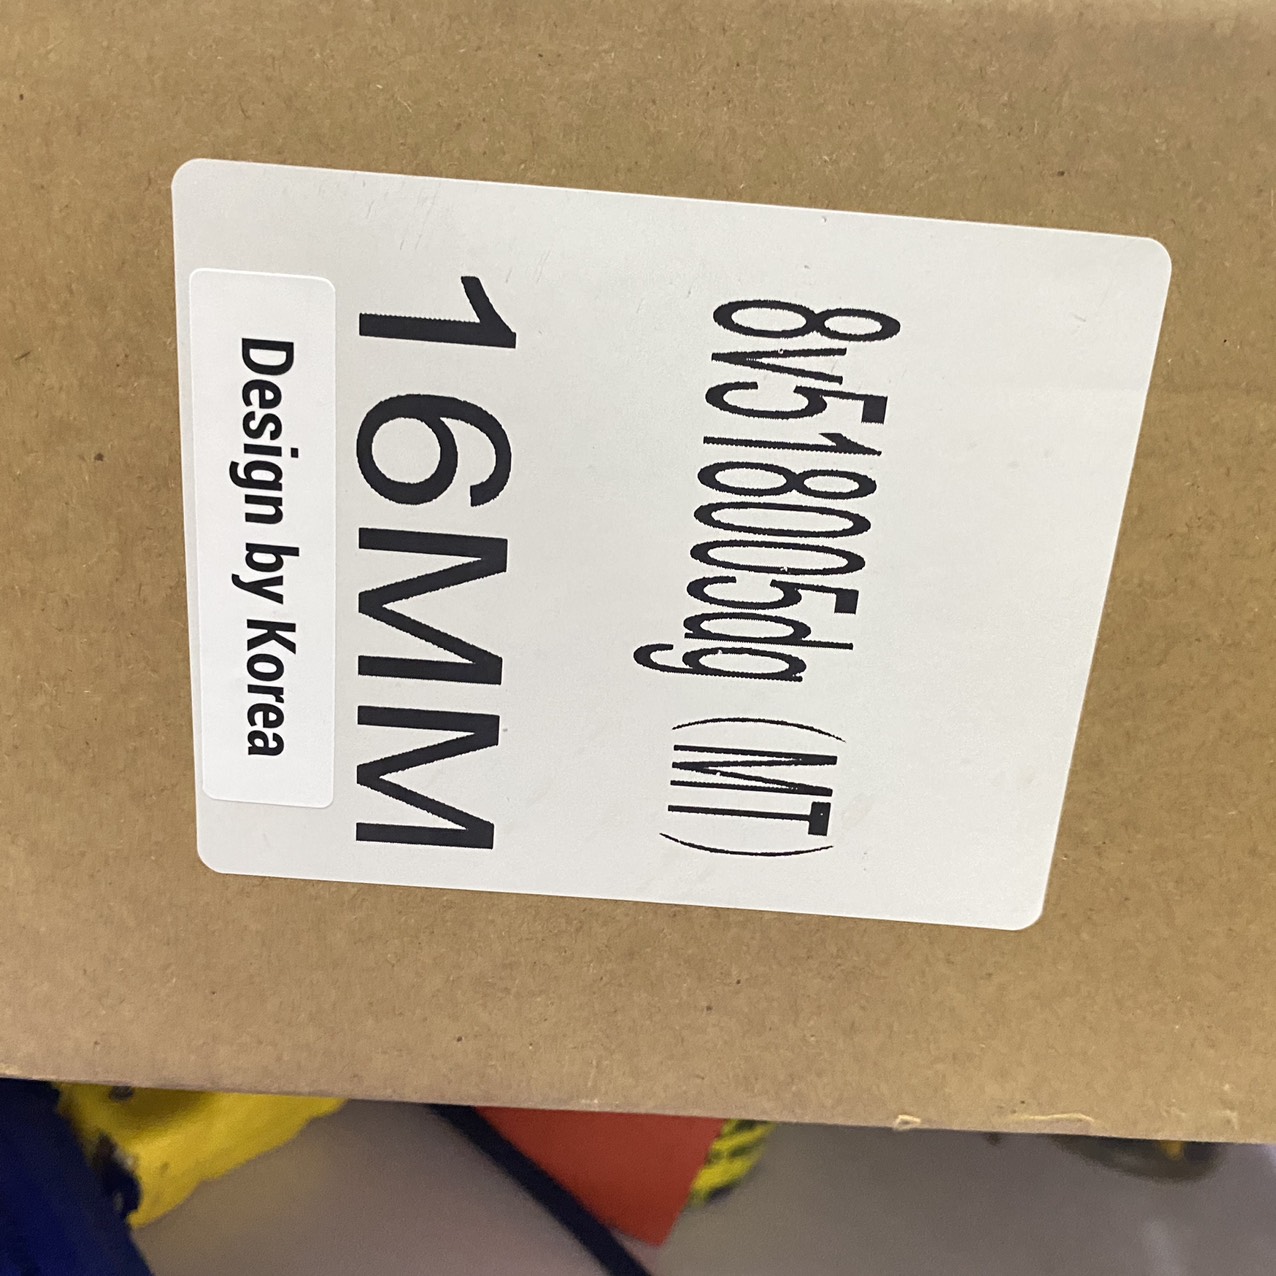 8v518005dg (MT)
16MM
Design by Korea